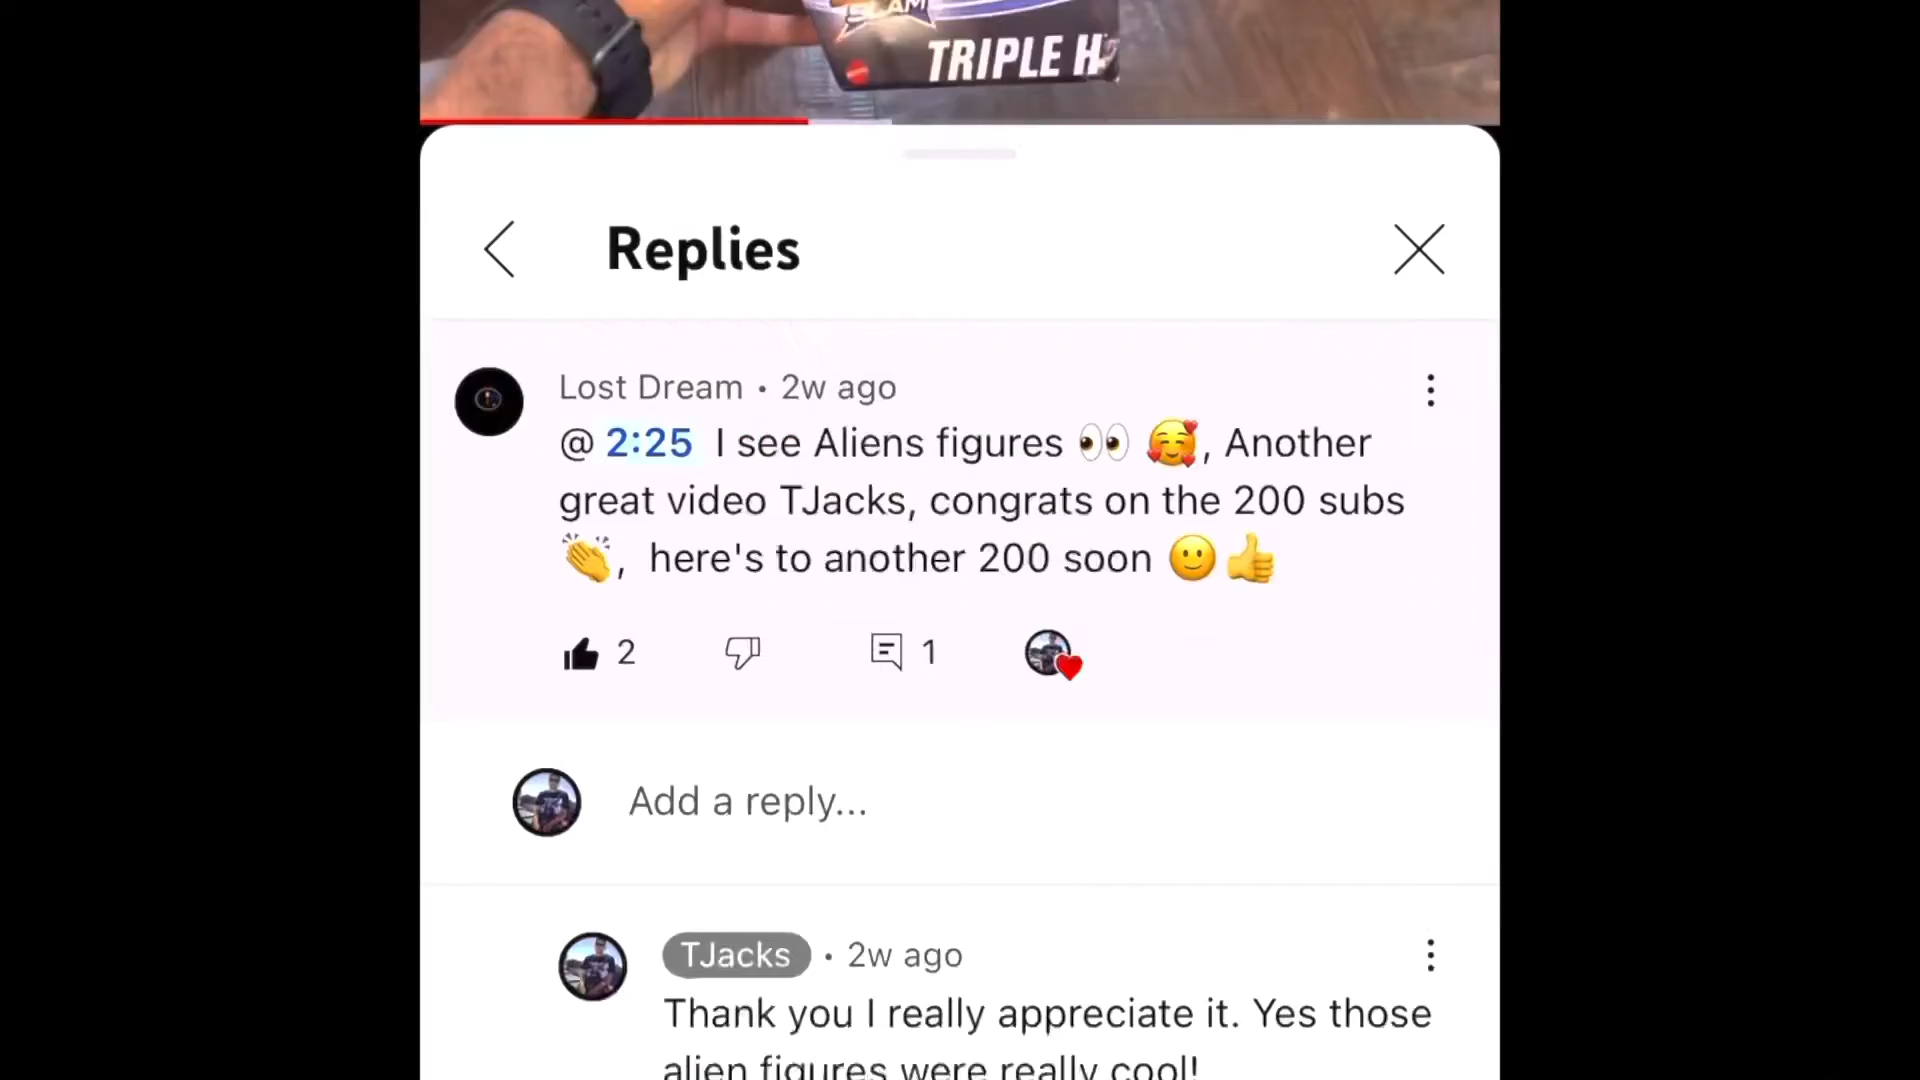 SLAM
TRIPLE H
Replies
Lost Dream • 2w ago
@ 2:25 I see Aliens figures 👀 🥰, Another
great video TJacks, congrats on the 200 subs
👏, here's to another 200 soon 🙂👍
2 1
Add a reply...
TJacks • 2w ago
Thank you I really appreciate it. Yes those
alien figures were really cool!